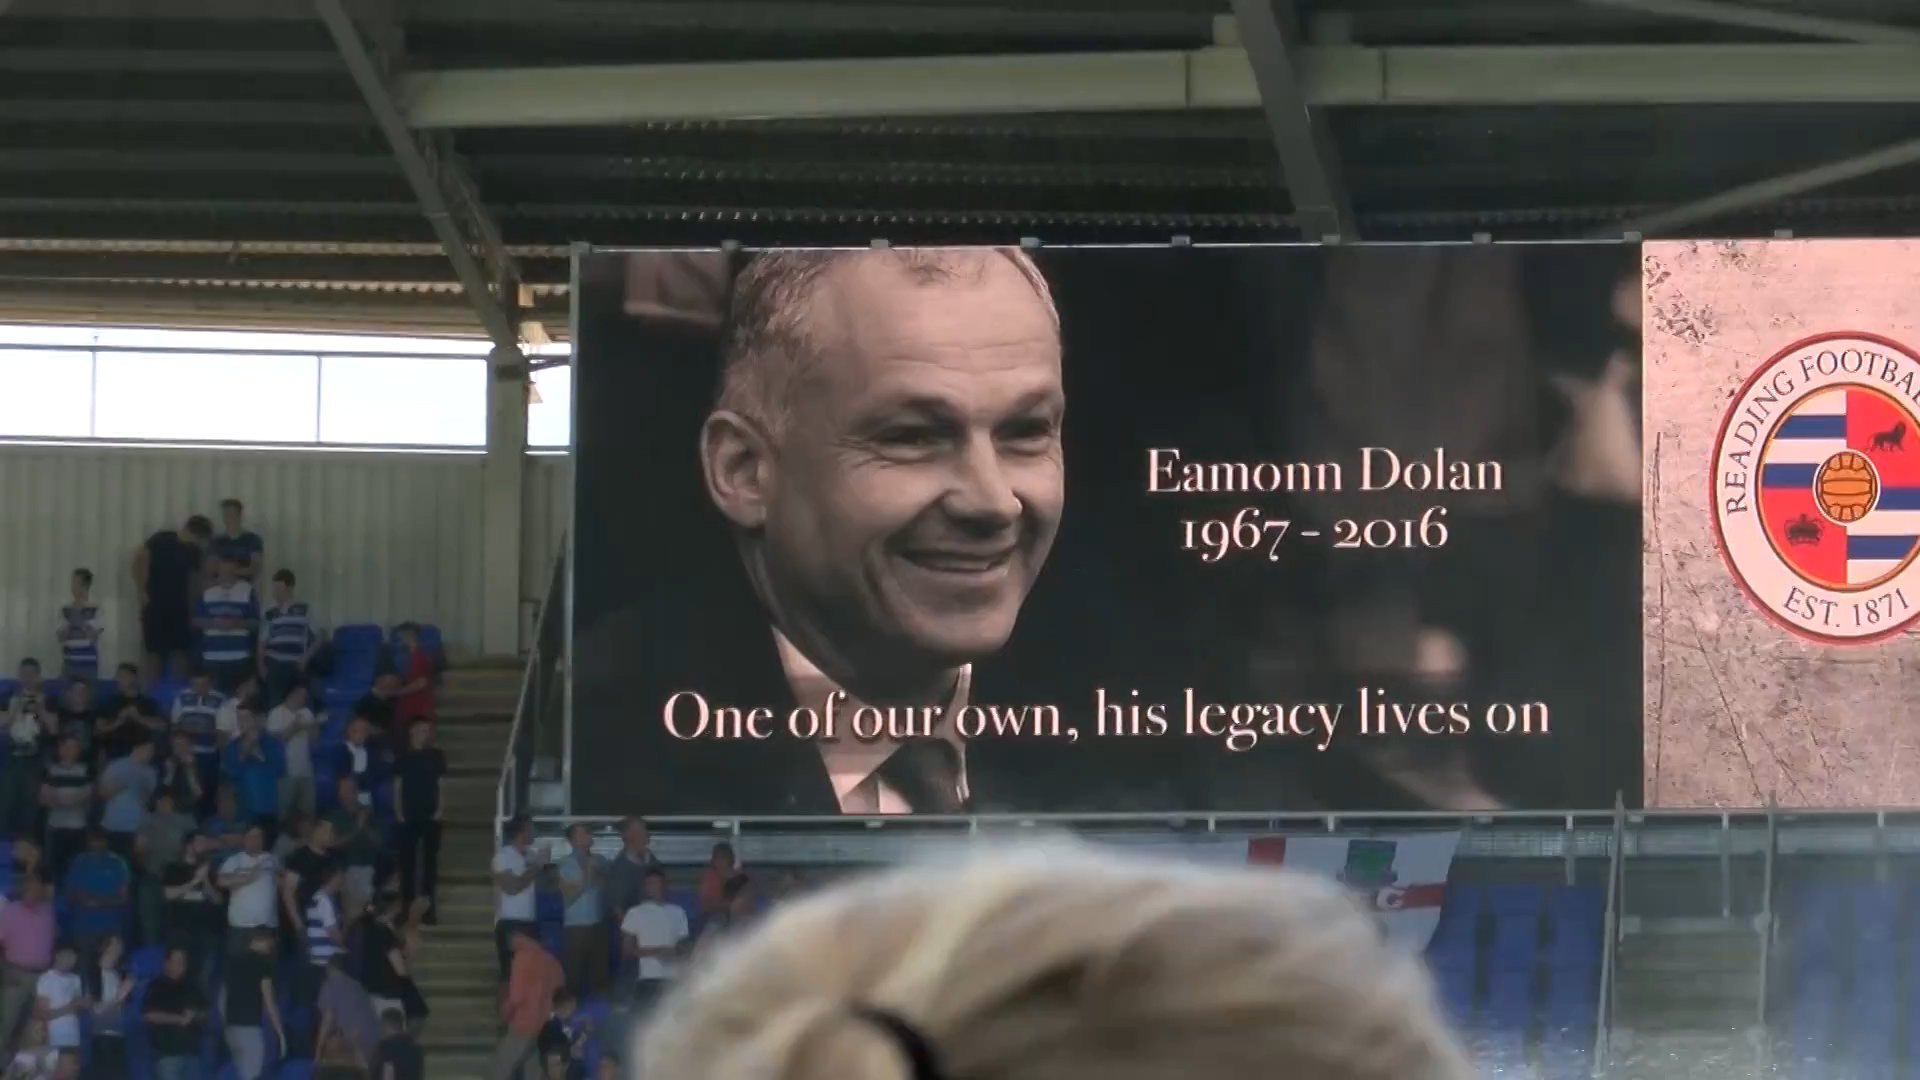 Eamonn Dolan
1967 - 2016
One of our own, his legacy lives on
READING FOOTBA
EST. 1871